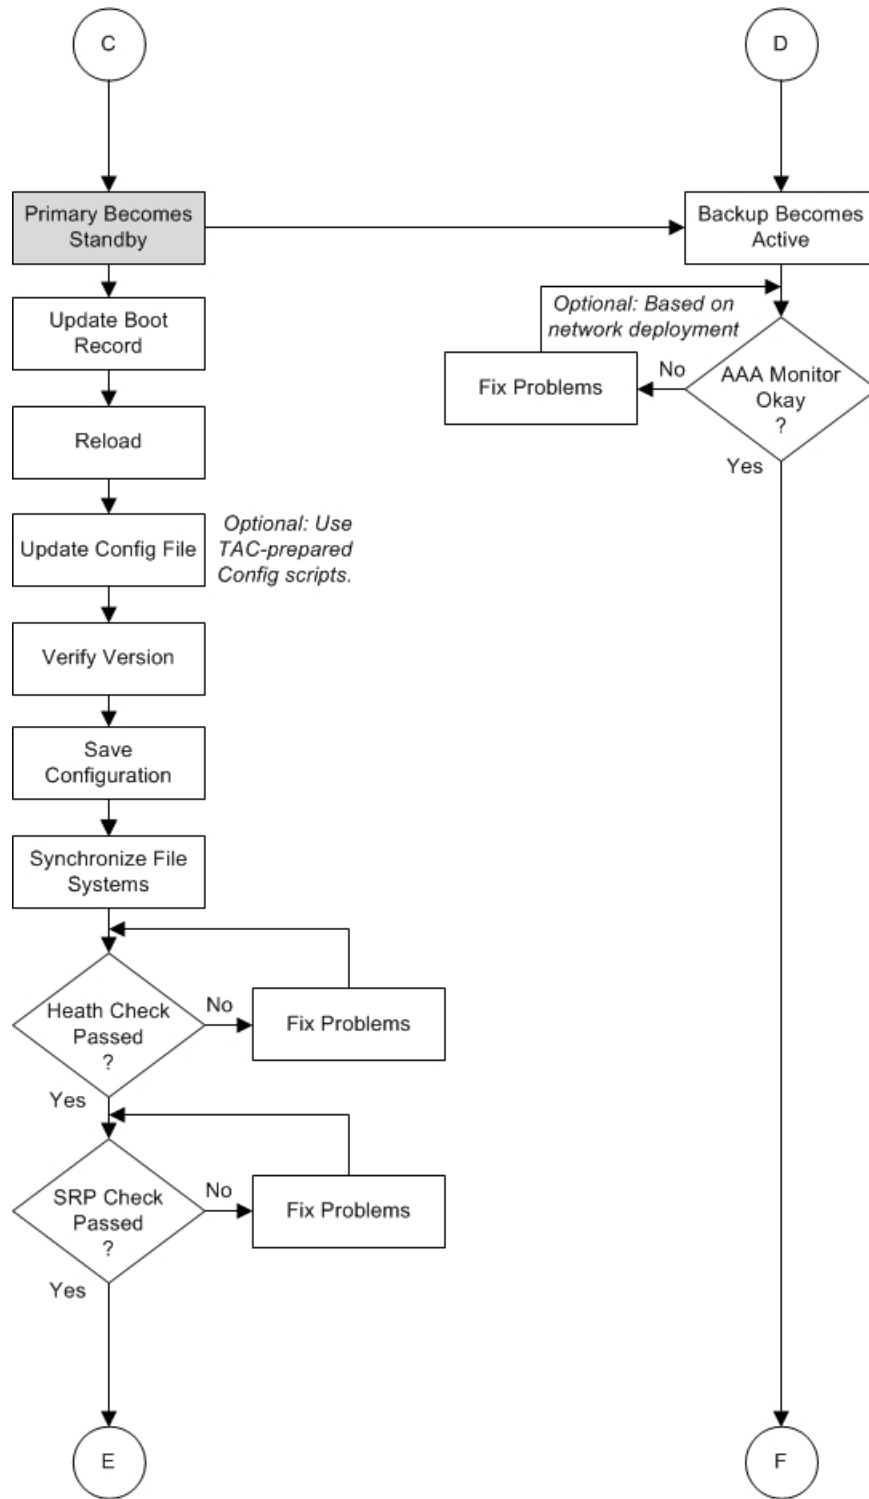 C
D
Primary Becomes
Standby
Backup Becomes
Active
Update Boot
Record
Optional: Based on
network deployment
Fix Problems
No
AAA Monitor
Okay
?
Yes
Reload
Update Config File
Optional: Use
TAC-prepared
Config scripts.
Verify Version
Save
Configuration
Synchronize File
Systems
Heath Check
Passed
?
No
Fix Problems
Yes
SRP Check
Passed
?
No
Fix Problems
Yes
E
F